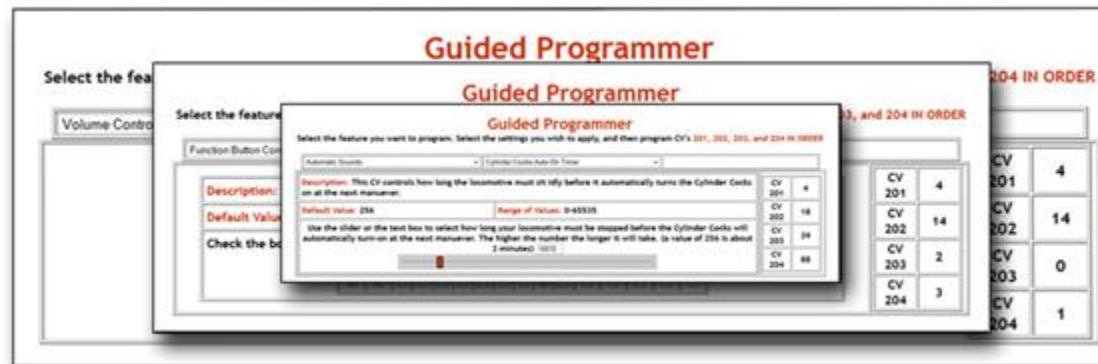 Guided Programmer
Select the fea
204 IN ORDER
Volume Contro
CV 201 4
CV 202 14
CV 203 0
CV 204 1
Guided Programmer
Select the feature
3, and 204 IN ORDER
Function Button Con
Description:
Default Valu
Check the bo
CV 201 4
CV 202 14
CV 203 2
CV 204 3
Guided Programmer
Select the feature you want to program. Select the settings you wish to apply, and then program CV's 201, 202, 203, and 204 IN ORDER
Automatic Sounds
Cylinder Cocks Auto-On Timer
Description: This CV controls how long the locomotive must sit idly before it automatically turns the Cylinder Cocks
on at the next manuever.
Default Value: 256
Range of Values: 0-65535
Use the slider or the text box to select how long your locomotive must be stopped before the Cylinder Cocks will
automatically turn-on at the next manuever. The higher the number the longer it will take. (a value of 256 is about
3 minutes)
CV 201 4
CV 202
CV 203
CV 204